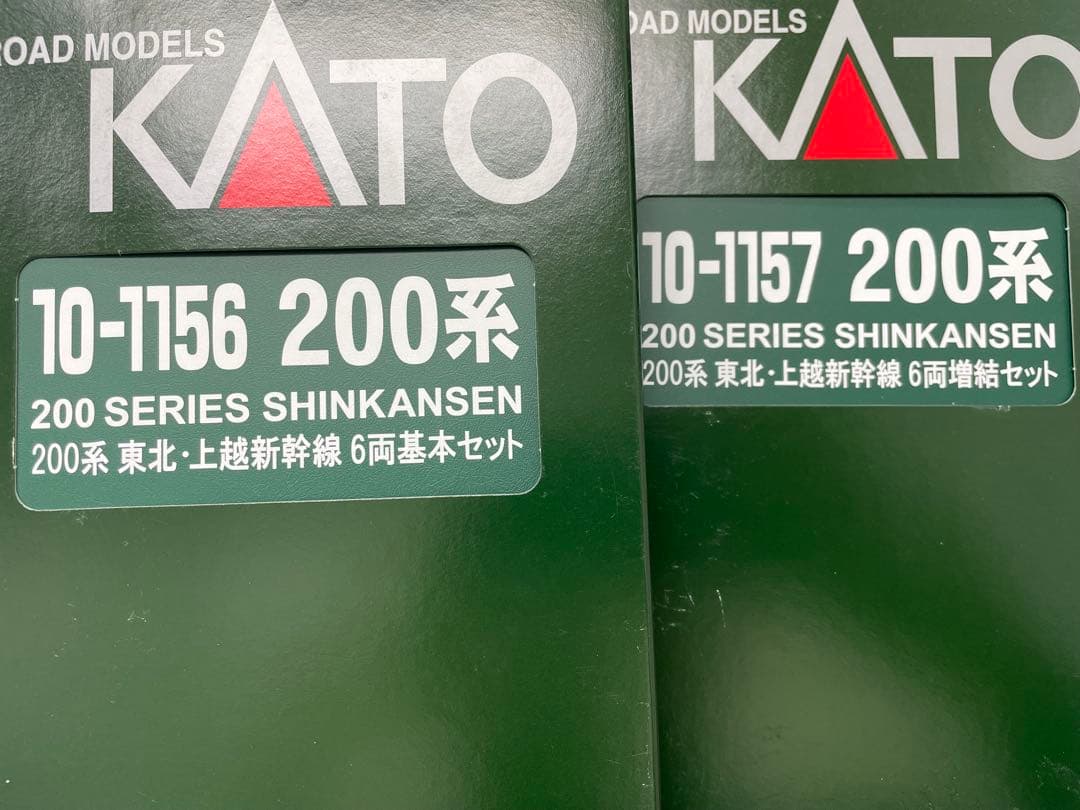 ROAD MODELS
KATO
10-1156 200系
200 SERIES SHINKANSEN
200系 東北・上越新幹線 6両基本セット
ROAD MODELS
KATO
10-1157 200系
200 SERIES SHINKANSEN
200系 東北・上越新幹線 6両増結セット